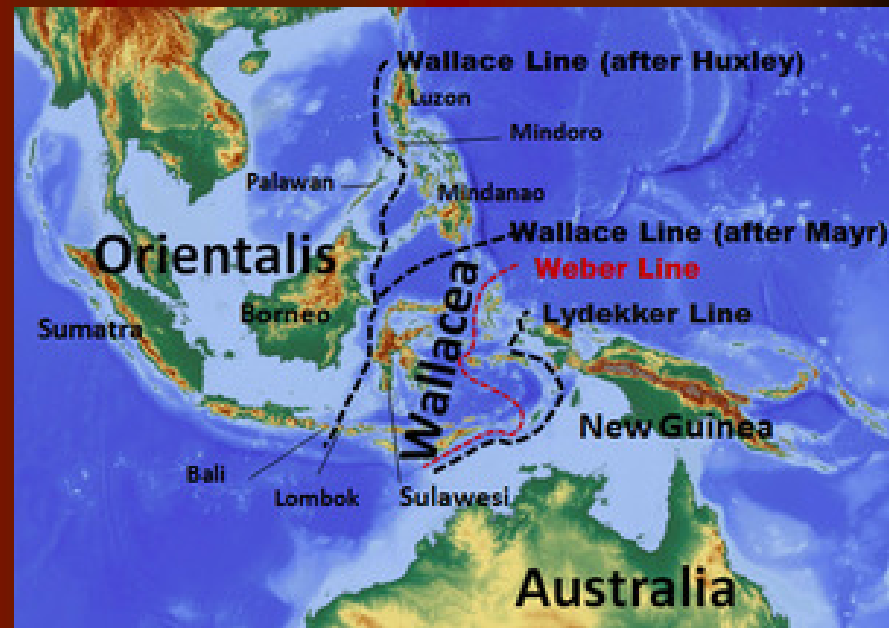 Wallace Line (after Huxley)
Luzon
Mindoro
Palawan
Mindanao
Wallace Line (after Mayr)
Orientalis
Weber Line
Wallacea
Borneo
Lydekker Line
Sumatra
New Guinea
Bali
Lombok
Sulawesi
Australia